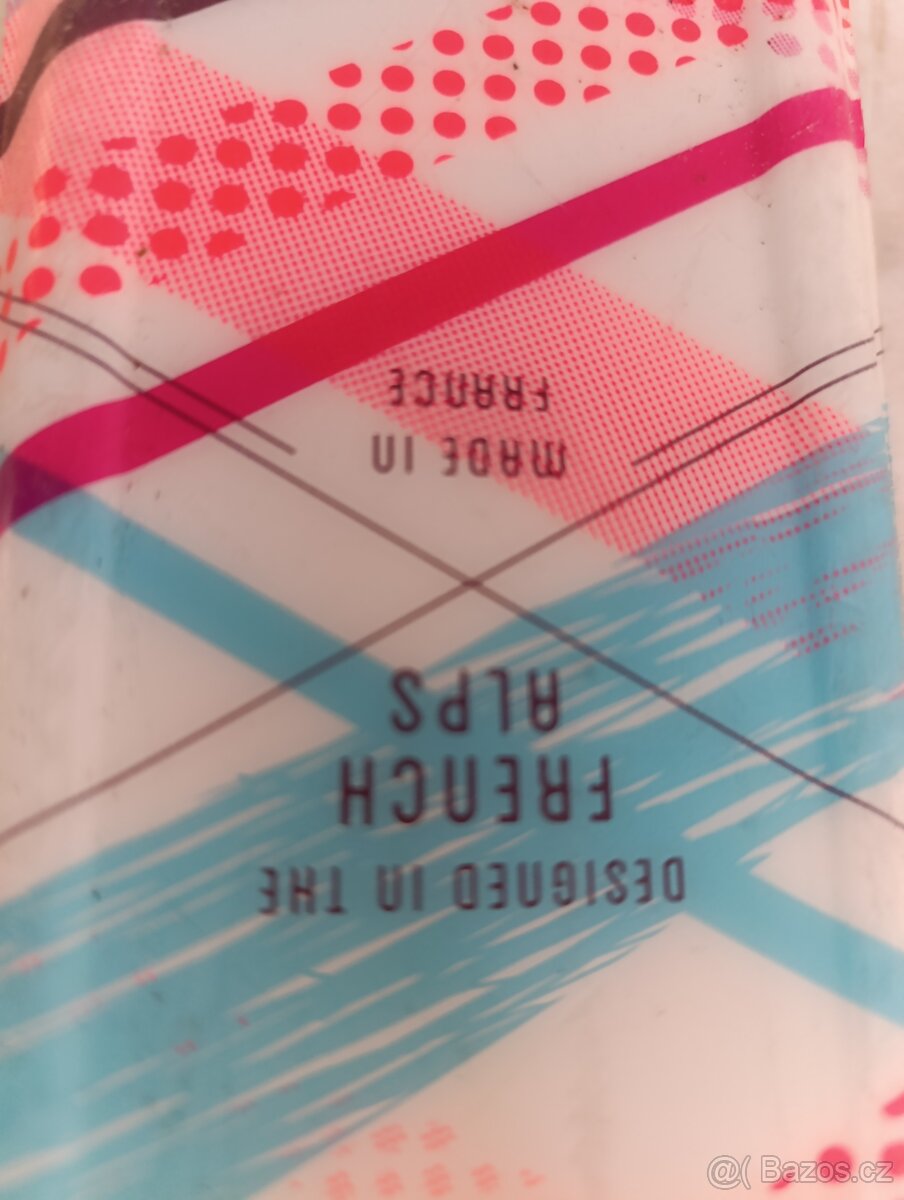 DESIGNED IN THE
FRENCH
ALPS
MADE IN
FRANCE
@( Bazos.cz